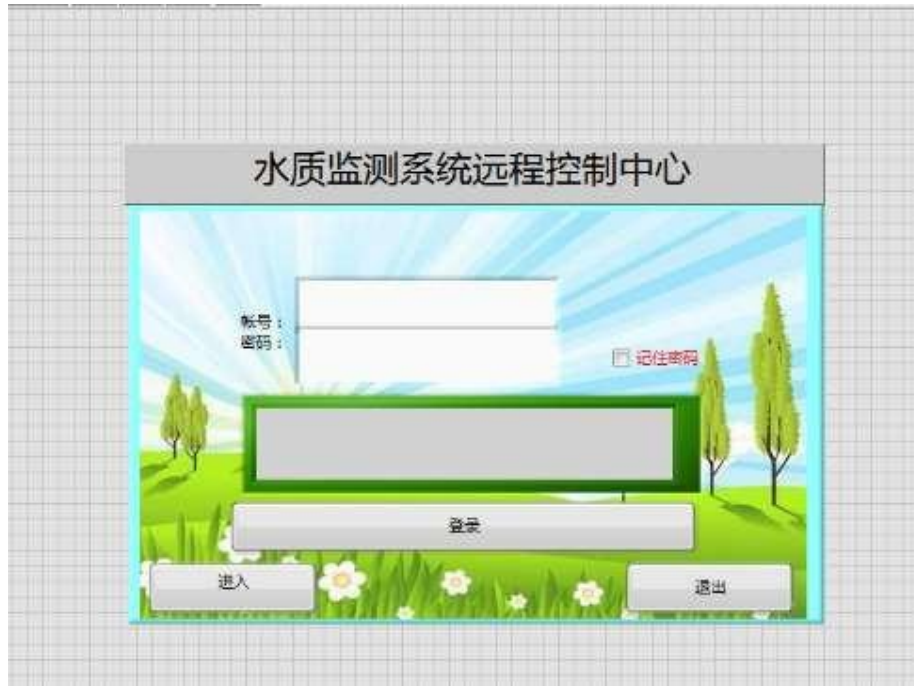 水质监测系统远程控制中心
帐号：
密码：
记住密码
登录
进入
退出